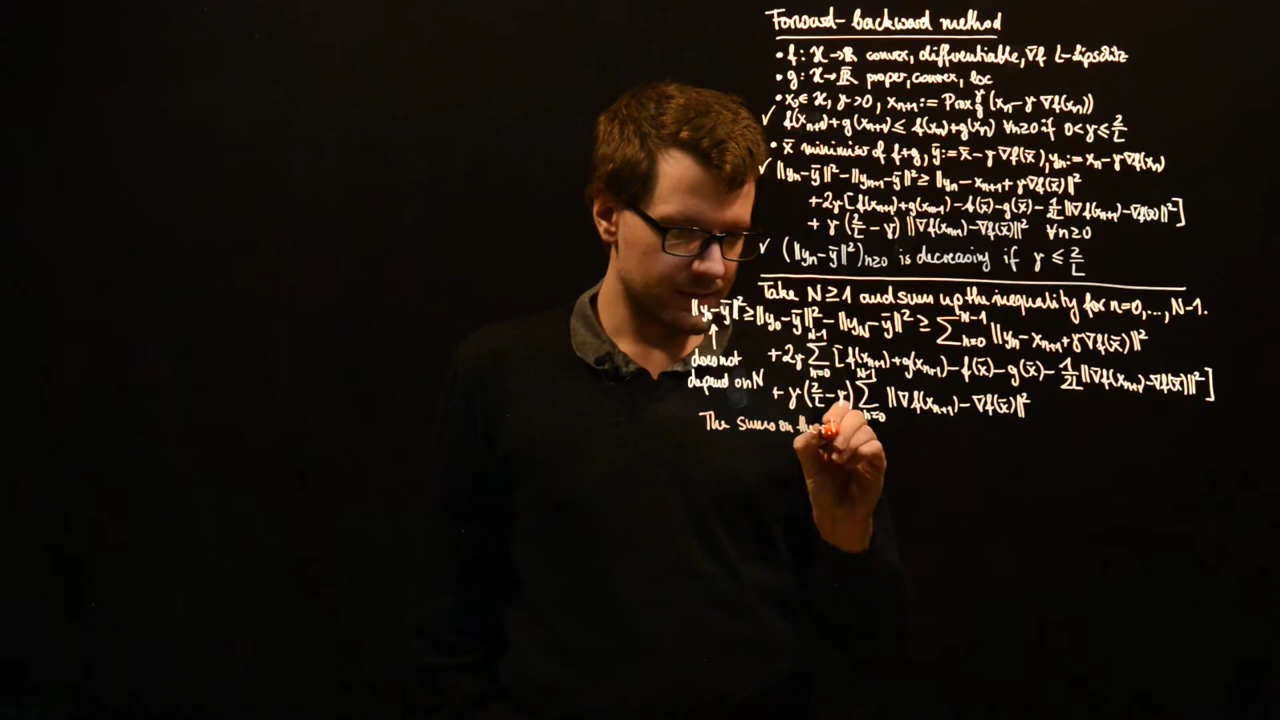 Forward-backward method
• f: ℋ → ℝ convex, differentiable, ∇f L-Lipschitz
• g: ℋ → ℝ̄ proper, convex, lsc
• x₀ ∈ ℋ, γ > 0, xₙ₊₁ := Prox_g^γ (xₙ - γ ∇f(xₙ))
✓ f(xₙ₊₁) + g(xₙ₊₁) ≤ f(xₙ) + g(xₙ) ∀n≥0 if 0 < γ ≤ 2/L
• x̄ minimiser of f+g, ȳ := x̄ - γ∇f(x̄), yₙ := xₙ - γ∇f(xₙ)
✓ ‖yₙ - ȳ‖² - ‖yₙ₊₁ - ȳ‖² ≥ ‖yₙ - xₙ₊₁ + γ∇f(x̄)‖²
+ 2γ [f(xₙ₊₁) + g(xₙ₊₁) - f(x̄) - g(x̄) - 1/2L ‖∇f(xₙ₊₁) - ∇f(x̄)‖²]
+ γ (2/L - γ) ‖∇f(xₙ₊₁) - ∇f(x̄)‖² ∀n≥0
✓ (‖yₙ - ȳ‖²)ₙ≥₀ is decreasing if γ ≤ 2/L
Take N ≥ 1 and sum up the inequality for n=0,...,N-1.
‖y₀ - ȳ‖² ≥ ‖y₀ - ȳ‖² - ‖y_N - ȳ‖² ≥ ∑_{n=0}^{N-1} ‖yₙ - xₙ₊₁ + γ∇f(x̄)‖²
↑
does not
depend on N
+ 2γ ∑_{n=0}^{N-1} [f(xₙ₊₁) + g(xₙ₊₁) - f(x̄) - g(x̄) - 1/2L ‖∇f(xₙ₊₁) - ∇f(x̄)‖²]
+ γ (2/L - γ) ∑_{n=0}^{N-1} ‖∇f(xₙ₊₁) - ∇f(x̄)‖²
The sums on the